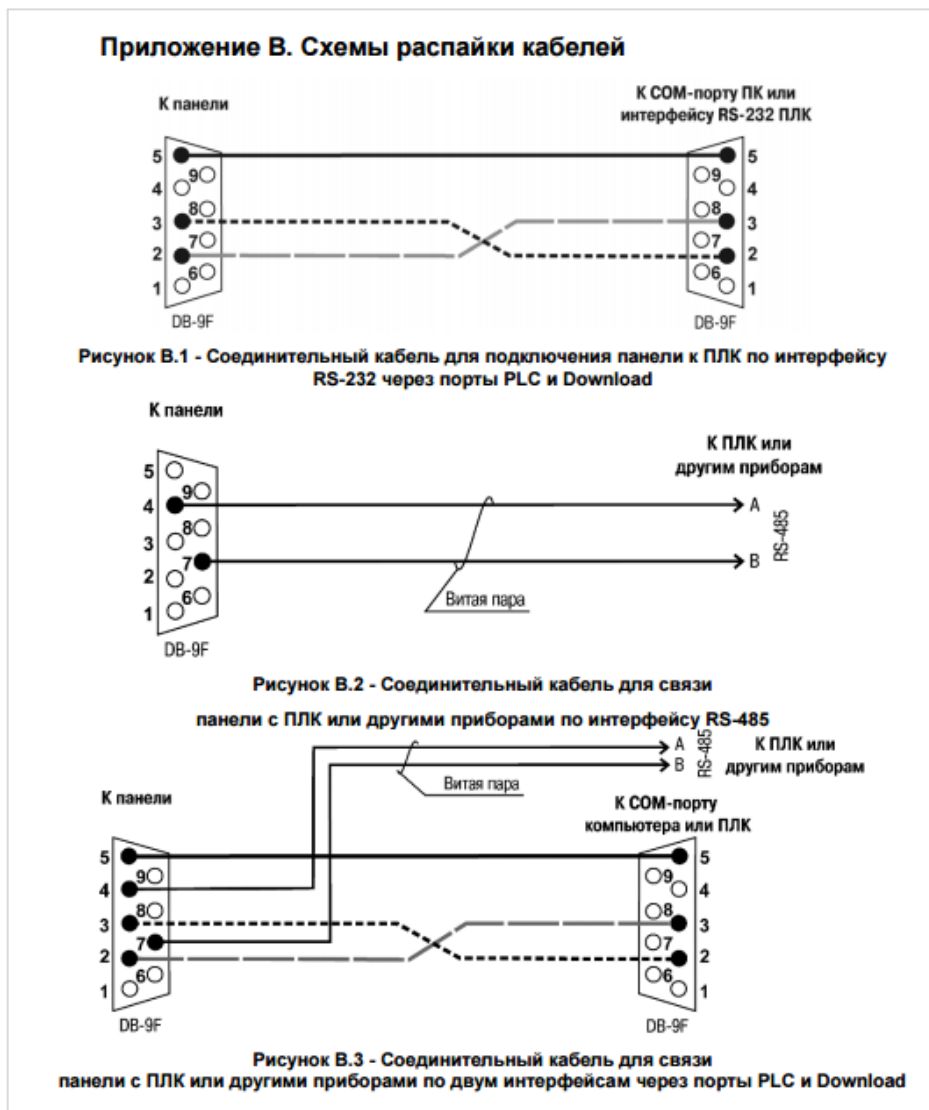 Приложение В. Схемы распайки кабелей
К панели
К COM-порту ПК или
интерфейсу RS-232 ПЛК
5
9
4
8
3
7
2
6
1
DB-9F
5
9
4
8
3
7
2
6
1
DB-9F
Рисунок В.1 - Соединительный кабель для подключения панели к ПЛК по интерфейсу
RS-232 через порты PLC и Download
К панели
К ПЛК или
другим приборам
5
9
4
8
3
7
2
6
1
DB-9F
A
B
RS-485
Витая пара
Рисунок В.2 - Соединительный кабель для связи
панели с ПЛК или другими приборами по интерфейсу RS-485
A
B
RS-485
К ПЛК или
другим приборам
Витая пара
К панели
К COM-порту
компьютера или ПЛК
5
9
4
8
3
7
2
6
1
DB-9F
5
9
4
8
3
7
2
6
1
DB-9F
Рисунок В.3 - Соединительный кабель для связи
панели с ПЛК или другими приборами по двум интерфейсам через порты PLC и Download